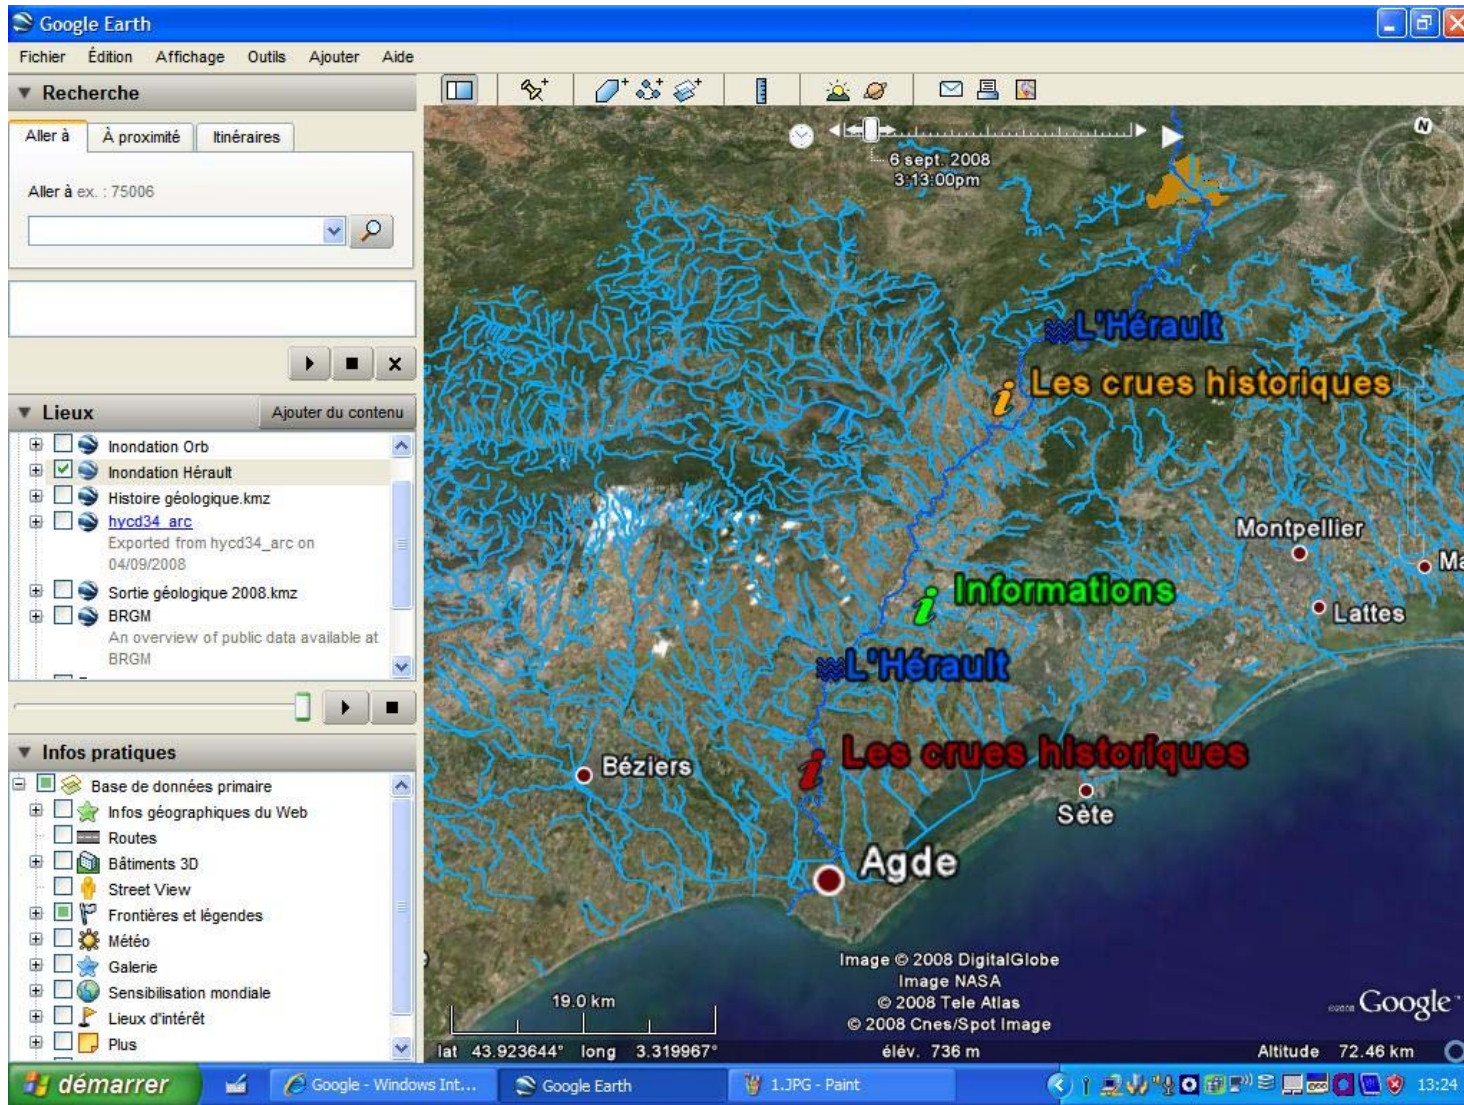 Google Earth
Fichier Édition Affichage Outils Ajouter Aide
Recherche
Aller à À proximité Itinéraires
Aller à ex. : 75006
Lieux Ajouter du contenu
Inondation Orb
Inondation Hérault
Histoire géologique.kmz
hycd34_arc
Exported from hycd34_arc on
04/09/2008
Sortie géologique 2008.kmz
BRGM
An overview of public data available at
BRGM
Infos pratiques
Base de données primaire
Infos géographiques du Web
Routes
Bâtiments 3D
Street View
Frontières et légendes
Météo
Galerie
Sensibilisation mondiale
Lieux d'intérêt
Plus
6 sept. 2008
3:13:00pm
N
L'Hérault
Les crues historiques
Montpellier
Ma
Informations
Lattes
L'Hérault
Les crues historiques
Béziers
Sète
Agde
Image © 2008 DigitalGlobe
Image NASA
© 2008 Tele Atlas
© 2008 Cnes/Spot Image
©2008 Google
19.0 km
lat 43.923644° long 3.319967° élév. 736 m Altitude 72.46 km
démarrer Google - Windows Int... Google Earth 1.JPG - Paint 13:24